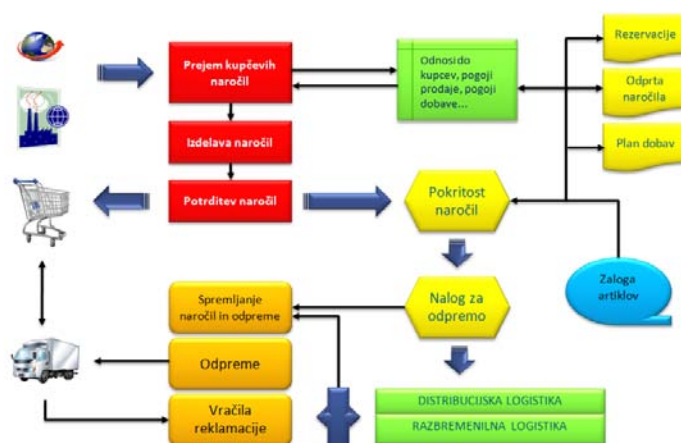 Prejem kupčevih
naročil
Odnosi do
kupcev, pogoji
prodaje, pogoji
dobave...
Rezervacije
Odprta
naročila
Plan dobav
Izdelava naročil
Potrditev naročil
Pokritost
naročil
Zaloga
artiklov
Spremljanje
naročil in odpreme
Nalog za
odpremo
Odpreme
Vračila
reklamacije
DISTRIBUCIJSKA LOGISTIKA
RAZBREMENILNA LOGISTIKA